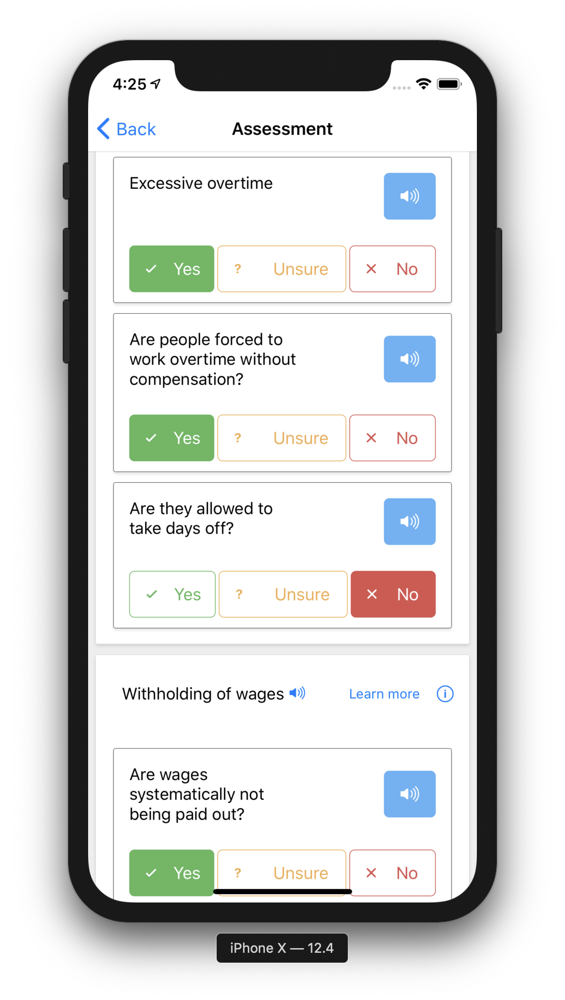 4:25
Back
Assessment
Excessive overtime
Yes
? Unsure
No
Are people forced to
work overtime without
compensation?
Yes
? Unsure
No
Are they allowed to
take days off?
Yes
? Unsure
No
Withholding of wages
Learn more
Are wages
systematically not
being paid out?
Yes
? Unsure
No
iPhone X — 12.4